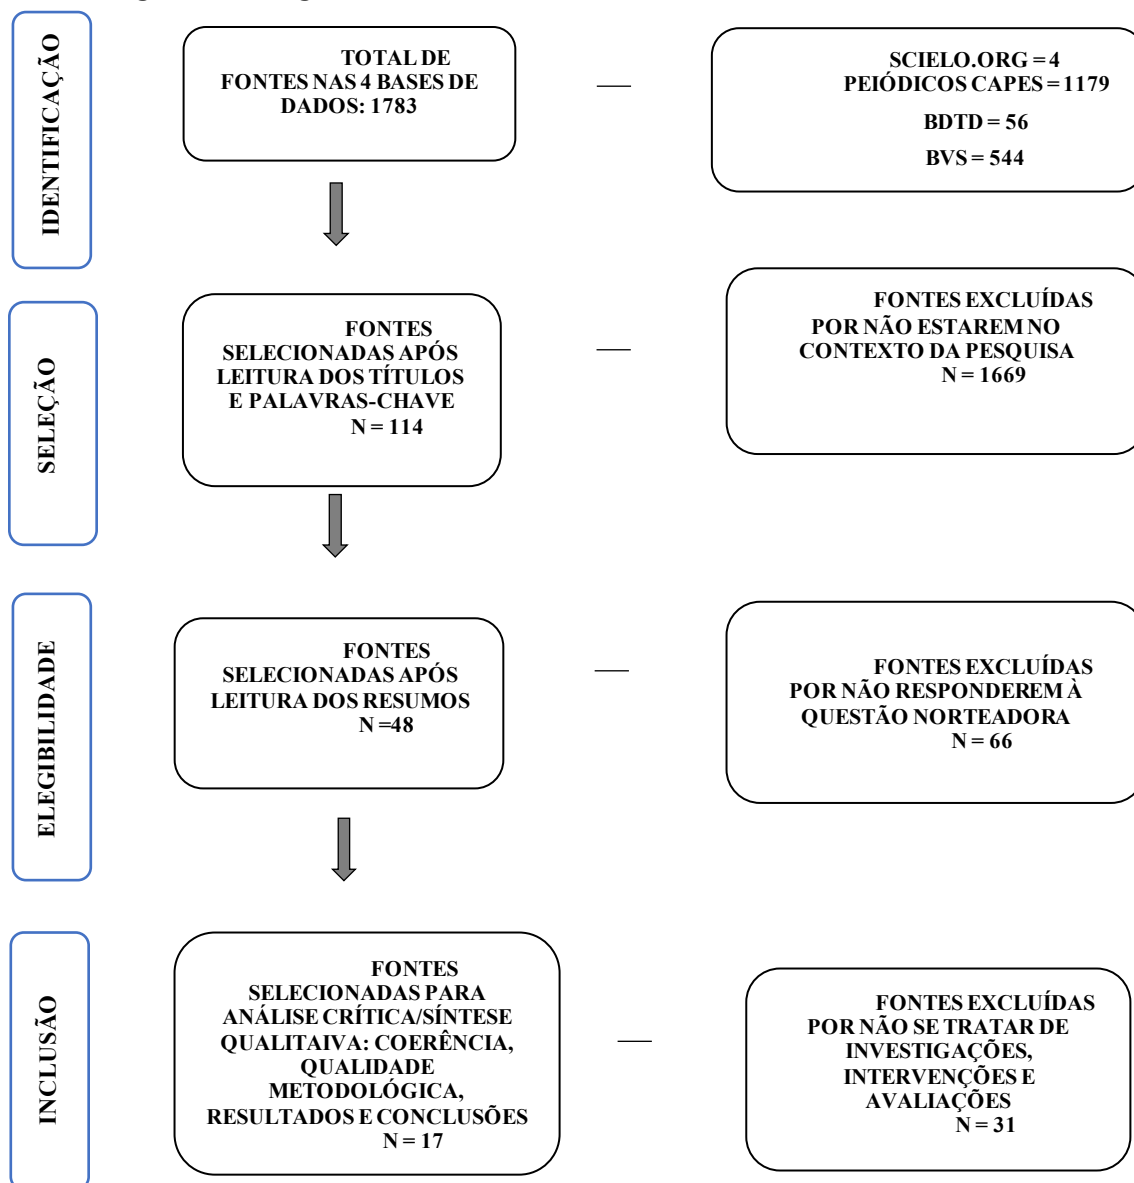 IDENTIFICAÇÃO
TOTAL DE
FONTES NAS 4 BASES DE
DADOS: 1783
SCIELO.ORG = 4
PEIÓDICOS CAPES = 1179
BDTD = 56
BVS = 544
SELEÇÃO
FONTES
SELECIONADAS APÓS
LEITURA DOS TÍTULOS
E PALAVRAS-CHAVE
N = 114
FONTES EXCLUÍDAS
POR NÃO ESTAREM NO
CONTEXTO DA PESQUISA
N = 1669
ELEGIBILIDADE
FONTES
SELECIONADAS APÓS
LEITURA DOS RESUMOS
N =48
FONTES EXCLUÍDAS
POR NÃO RESPONDEREM À
QUESTÃO NORTEADORA
N = 66
INCLUSÃO
FONTES
SELECIONADAS PARA
ANÁLISE CRÍTICA/SÍNTESE
QUALITAIVA: COERÊNCIA,
QUALIDADE
METODOLÓGICA,
RESULTADOS E CONCLUSÕES
N = 17
FONTES EXCLUÍDAS
POR NÃO SE TRATAR DE
INVESTIGAÇÕES,
INTERVENÇÕES E
AVALIAÇÕES
N = 31